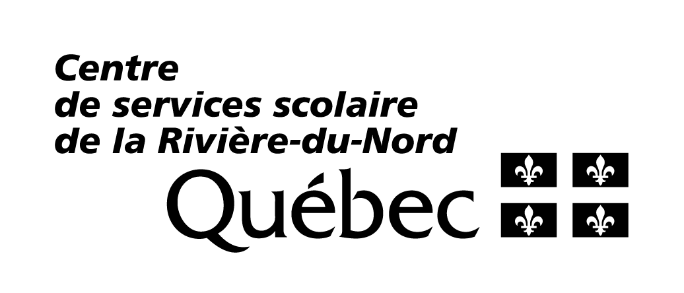 Centre
de services scolaire
de la Rivière-du-Nord
Québec